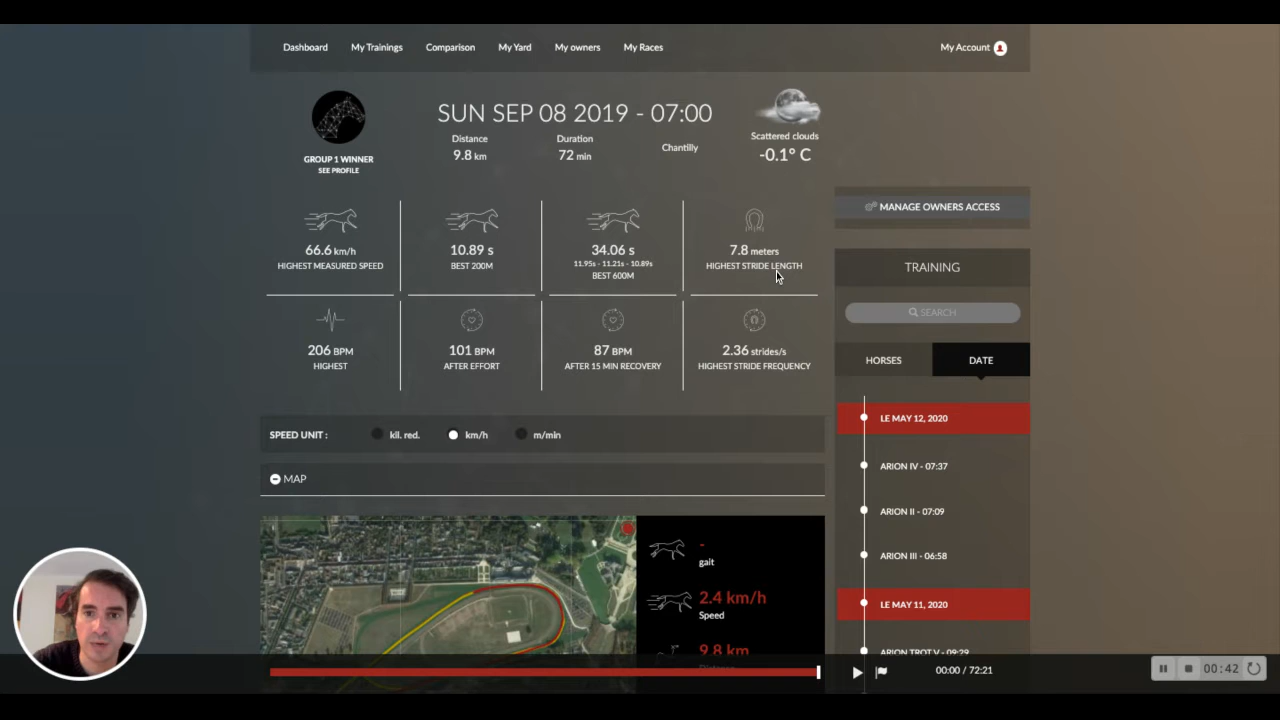 Dashboard My Trainings Comparison My Yard My owners My Races My Account
GROUP 1 WINNER
SEE PROFILE
SUN SEP 08 2019 - 07:00
Distance
9.8 km
Duration
72 min
Chantilly
Scattered clouds
-0.1° C
66.6 km/h
HIGHEST MEASURED SPEED
10.89 s
BEST 200M
34.06 s
11.95s - 11.21s - 10.89s
BEST 600M
7.8 meters
HIGHEST STRIDE LENGTH
206 BPM
HIGHEST
101 BPM
AFTER EFFORT
87 BPM
AFTER 15 MIN RECOVERY
2.36 strides/s
HIGHEST STRIDE FREQUENCY
SPEED UNIT : kil. red. km/h m/min
MAP
-
gait
2.4 km/h
Speed
9.8 km
Distance
MANAGE OWNERS ACCESS
TRAINING
SEARCH
HORSES DATE
LE MAY 12, 2020
ARION IV - 07:37
ARION II - 07:09
ARION III - 06:58
LE MAY 11, 2020
ARION TROT V - 09:29
00:00 / 72:21
00:42